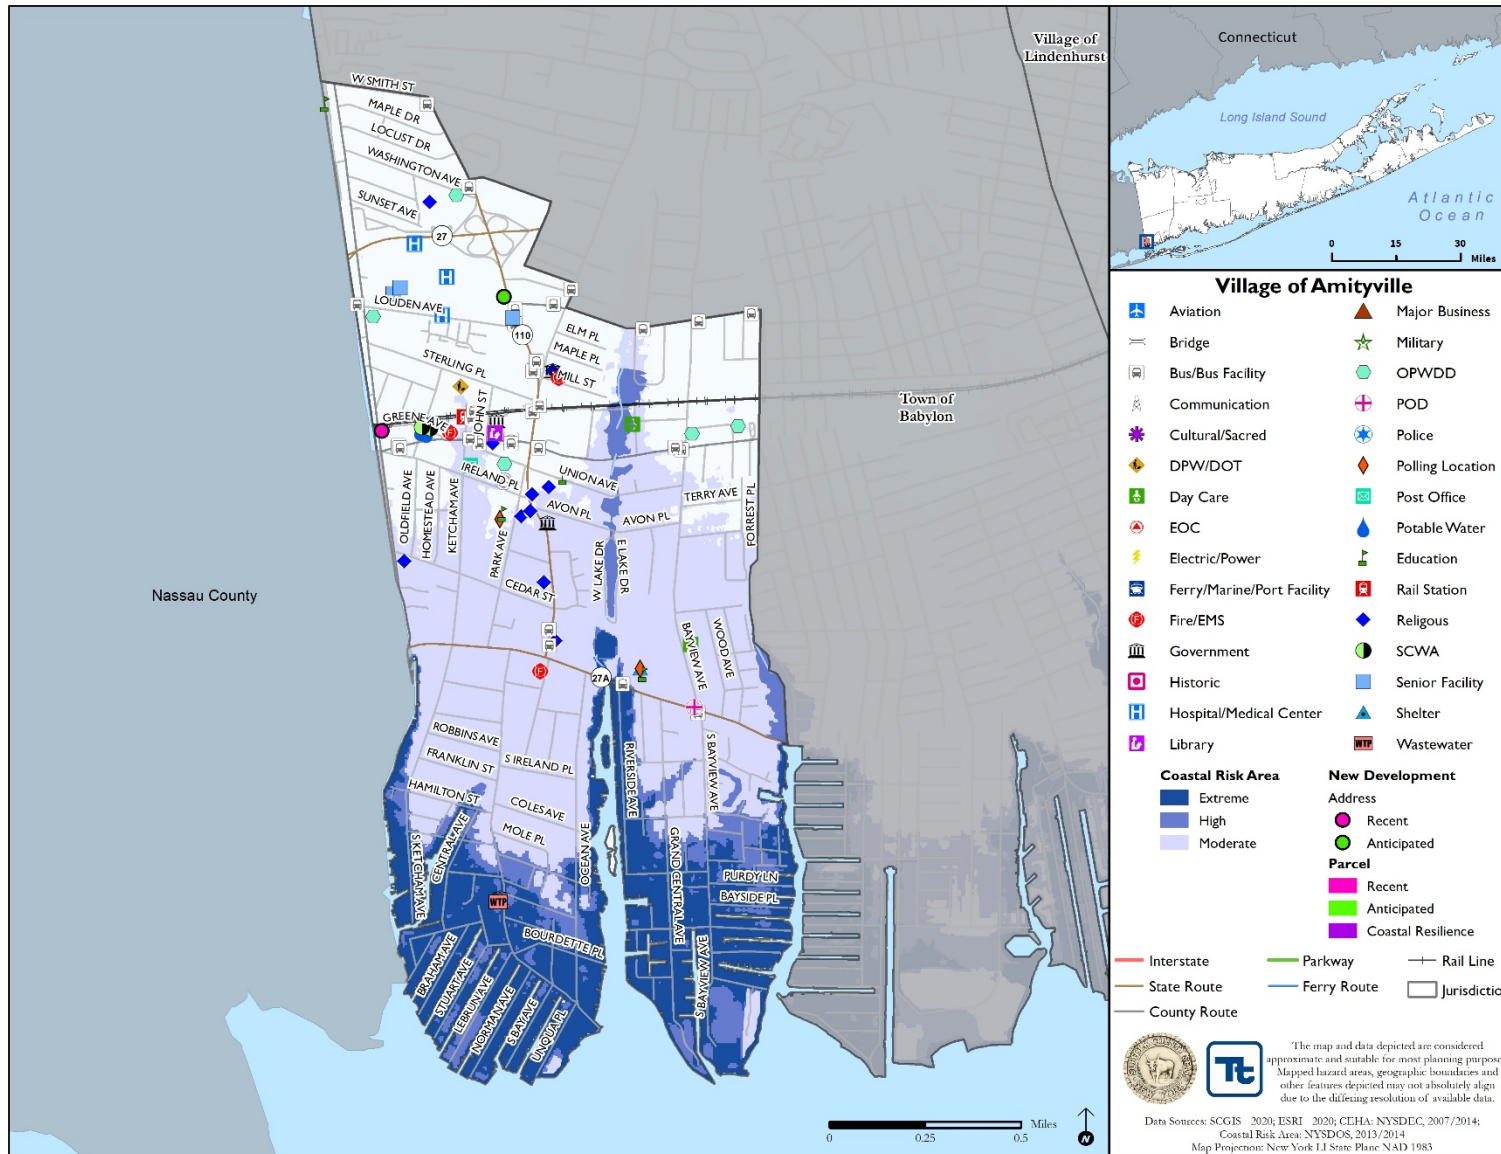 Village of
Lindenhurst
W SMITH ST
MAPLE DR
LOCUST DR
WASHINGTON AVE
SUNSET AVE
27
H
H
LOUDEN AVE
H
110
ELM PL
MAPLE PL
MILL ST
STERLING PL
Town of
Babylon
GREENE AVE
JOHN ST
IRELAND PL
UNION AVE
OLDFIELD AVE
HOMESTEAD AVE
KETCHAM AVE
PARK AVE
AVON PL
AVON PL
TERRY AVE
FORREST PL
W LAKE DR
E LAKE DR
CEDAR ST
Nassau County
BAYVIEW AVE
WOOD AVE
27A
ROBBINS AVE
FRANKLIN ST
S IRELAND PL
HAMILTON ST
COLES AVE
MOLE PL
RIVERSIDE AVE
S BAYVIEW AVE
S KETCHAM AVE
CENTRAL AVE
OCEAN AVE
GRAND CENTRAL AVE
PURDY LN
BAYSIDE PL
WTP
BOURDETTE PL
S BAYVIEW AVE
BRAHAM AVE
STUART AVE
LEBRUN AVE
NORMAN AVE
S BAY AVE
UNQUA PL
0 0.25 0.5
Miles
N
Connecticut
Long Island Sound
Atlantic
Ocean
0 15 30
Miles
Village of Amityville
Aviation
Major Business
Bridge
Military
Bus/Bus Facility
OPWDD
Communication
POD
Cultural/Sacred
Police
DPW/DOT
Polling Location
Day Care
Post Office
EOC
Potable Water
Electric/Power
Education
Ferry/Marine/Port Facility
Rail Station
Fire/EMS
Religous
Government
SCWA
Historic
Senior Facility
Hospital/Medical Center
Shelter
Library
WTP Wastewater
Coastal Risk Area
Extreme
High
Moderate
New Development
Address
Recent
Anticipated
Parcel
Recent
Anticipated
Coastal Resilience
Interstate
Parkway
Rail Line
State Route
Ferry Route
Jurisdictio
County Route
Tt
The map and data depicted are considered
approximate and suitable for most planning purpose
Mapped hazard areas, geographic boundaries and
other features depicted may not absolutely align
due to the differing resolution of available data.
Data Sources: SCGIS 2020; ESRI 2020; CEHA: NYSDEC, 2007/2014;
Coastal Risk Area: NYSDOS, 2013/2014
Map Projection: New York LI State Plane NAD 1983